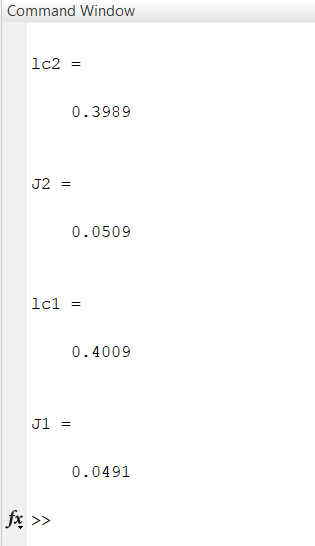 Command Window
lc2 =
0.3989
J2 =
0.0509
lc1 =
0.4009
J1 =
0.0491
fx >>